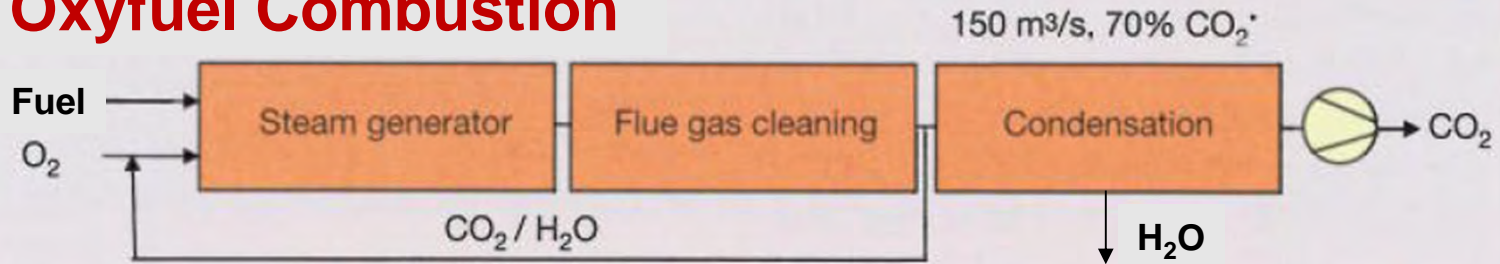 Oxyfuel Combustion
150 m³/s, 70% CO₂*
Fuel
O₂
Steam generator
Flue gas cleaning
Condensation
CO₂
CO₂ / H₂O
H₂O